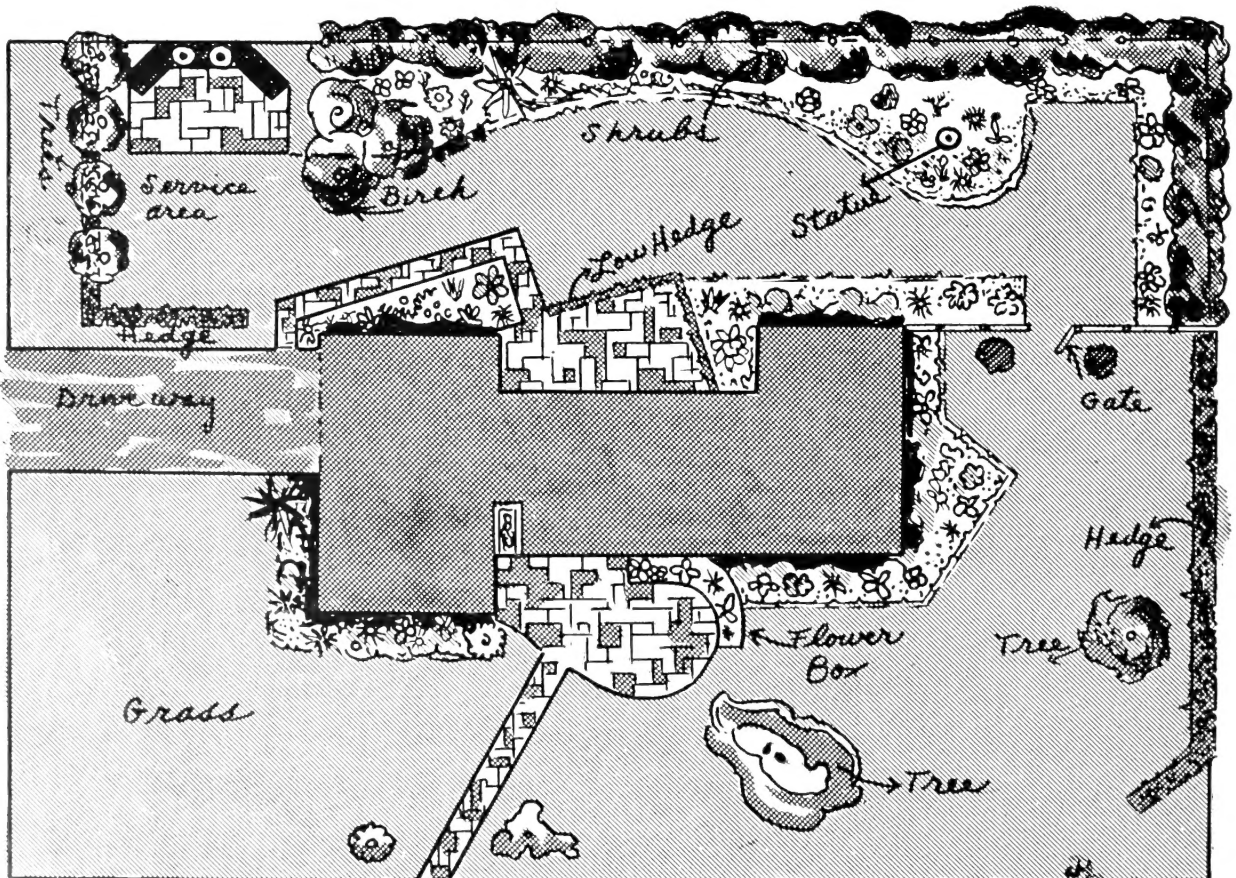 Trees
Shrubs
Service
area
Birch
Statue
Low Hedge
Hedge
Drive way
Gate
Hedge
Flower
Box
Tree
Grass
Tree